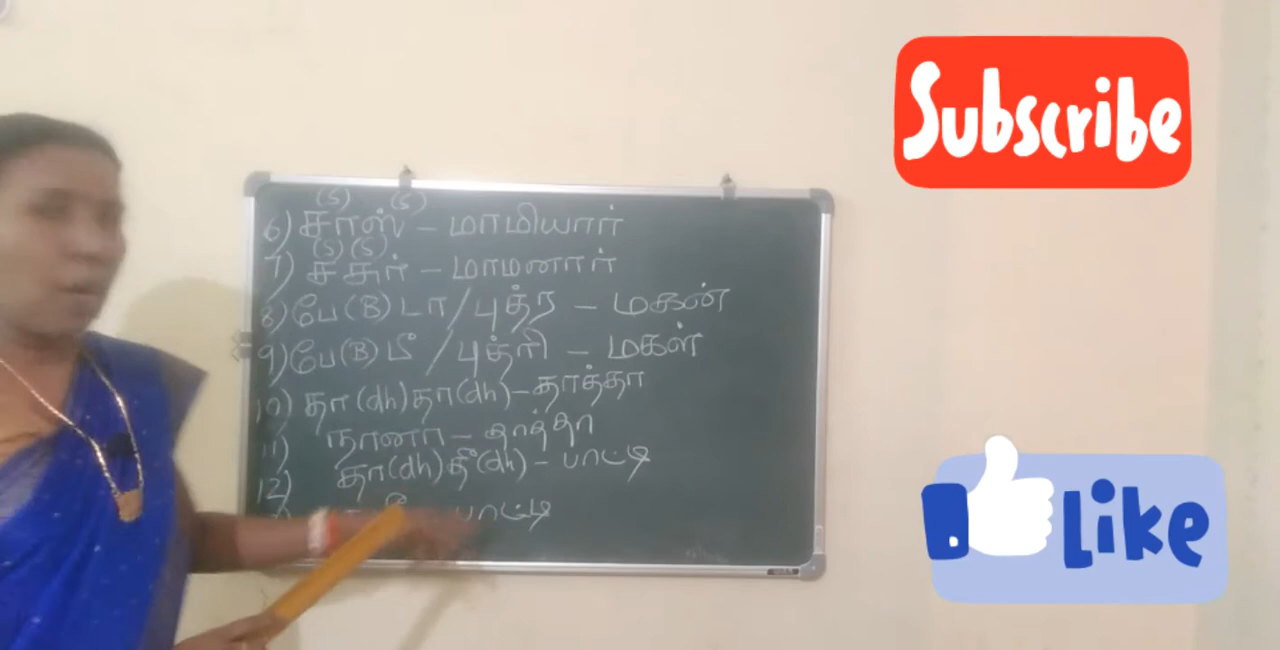 (S) (S)
6) சாஸ் – மாமியார்
(S) (S)
7) சசுர் – மாமனார்
8) பே(B)டா/புத்ர – மகன்
9) பே(B)டீ /புத்ரி – மகள்
10) தா(dh)தா(dh)–தாத்தா
11) நானா – தாத்தா
12) தா(dh)தீ(dh) – பாட்டி
பாட்டி
Subscribe
Like